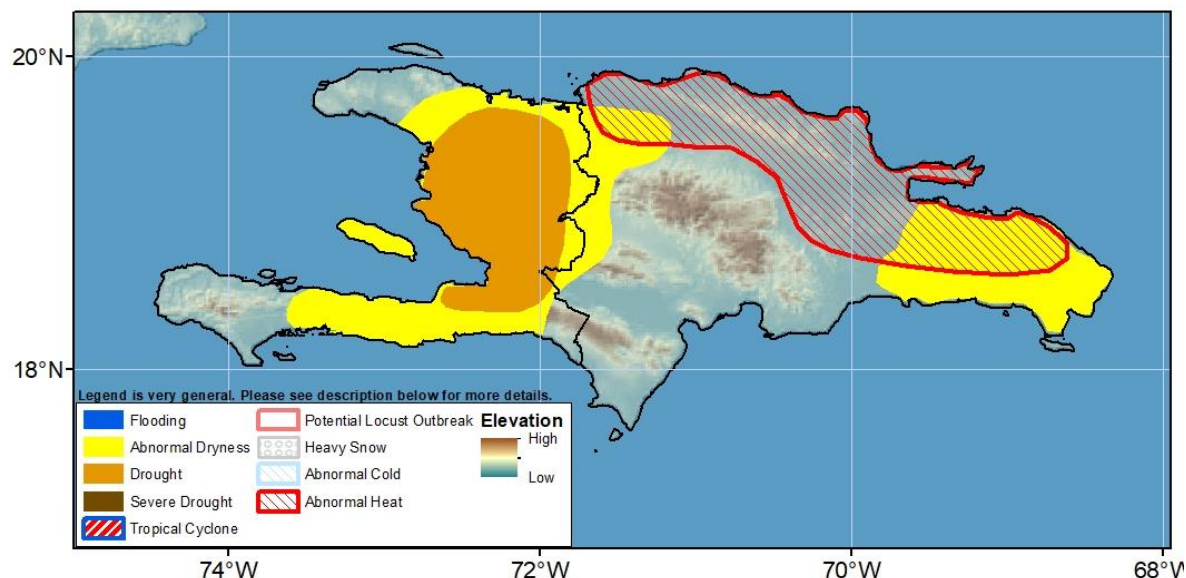 20°N
18°N
Legend is very general. Please see description below for more details.
Flooding
Abnormal Dryness
Drought
Severe Drought
Tropical Cyclone
Potential Locust Outbreak
Heavy Snow
Abnormal Cold
Abnormal Heat
Elevation
High
Low
74°W
72°W
70°W
68°W